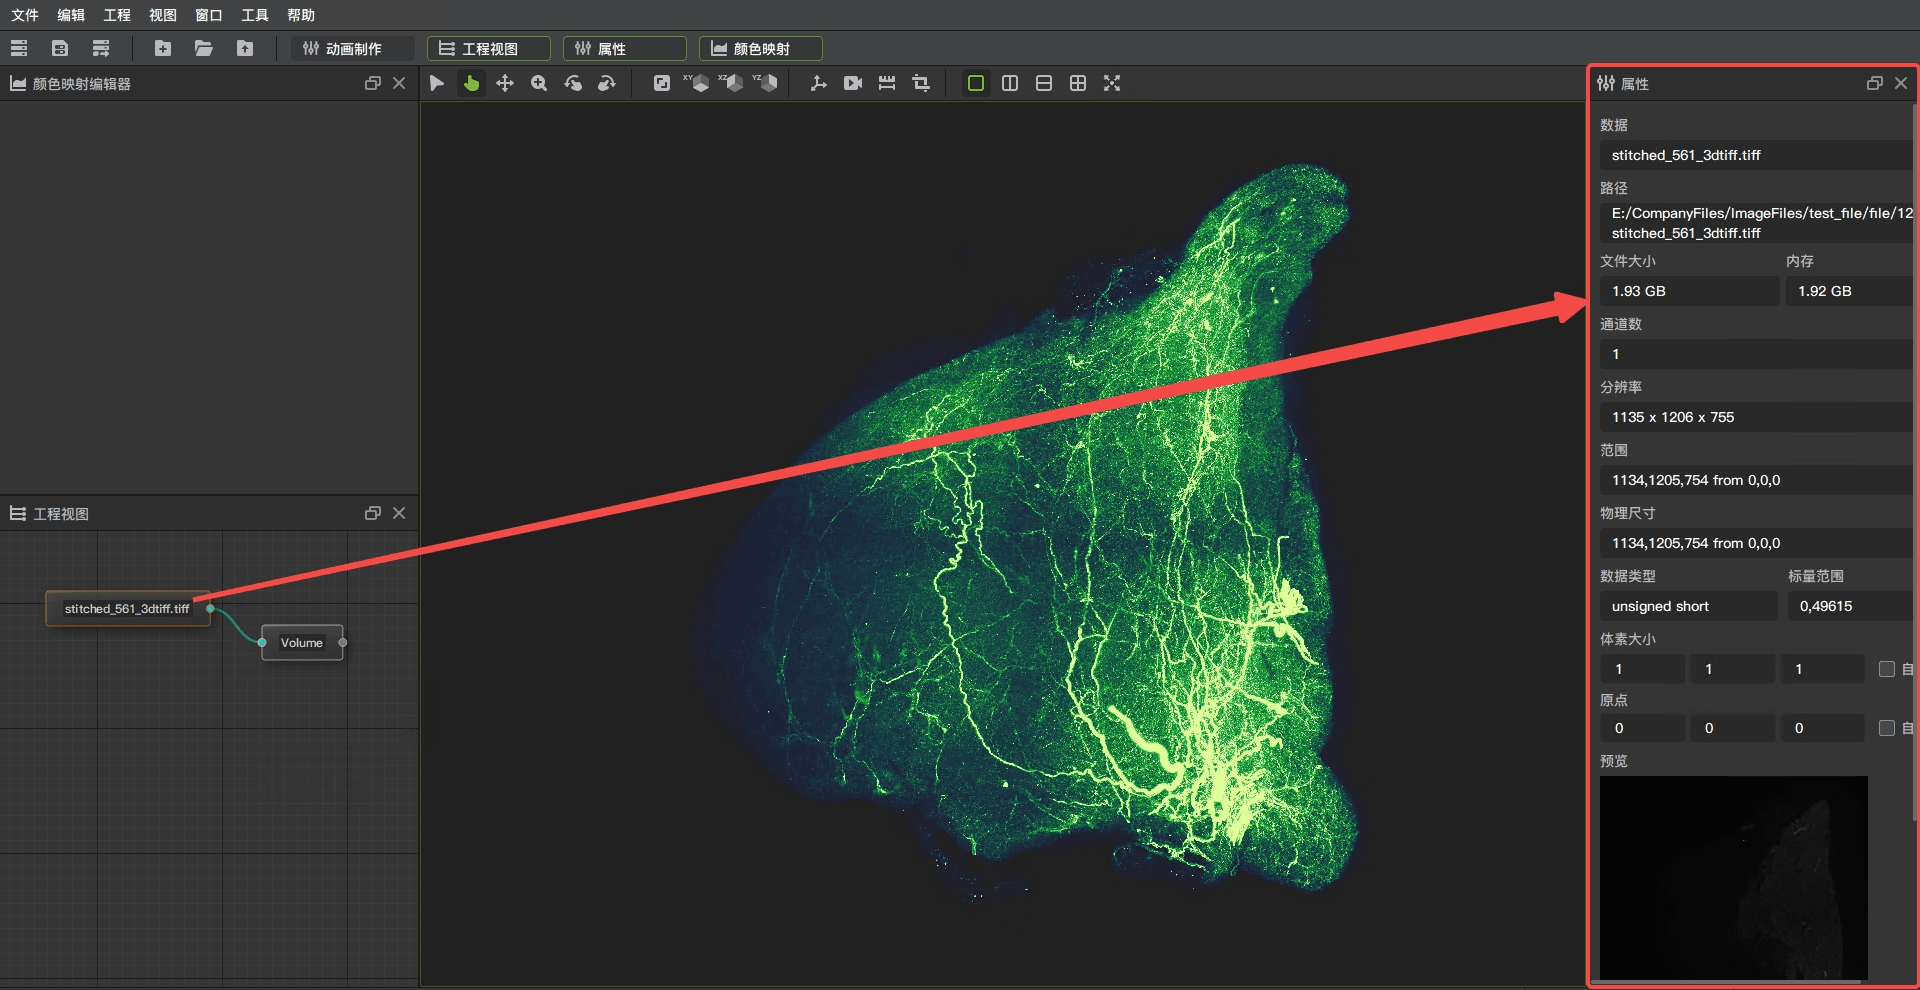 文件 编辑 工程 视图 窗口 工具 帮助
动画制作 工程视图 属性 颜色映射
颜色映射编辑器
XY XZ YZ
工程视图
stitched_561_3dtiff.tiff
Volume
属性
数据
stitched_561_3dtiff.tiff
路径
E:/CompanyFiles/ImageFiles/test_file/file/12
stitched_561_3dtiff.tiff
文件大小 内存
1.93 GB 1.92 GB
通道数
1
分辨率
1135 x 1206 x 755
范围
1134,1205,754 from 0,0,0
物理尺寸
1134,1205,754 from 0,0,0
数据类型 标量范围
unsigned short 0,49615
体素大小
1 1 1 自
原点
0 0 0 自
预览